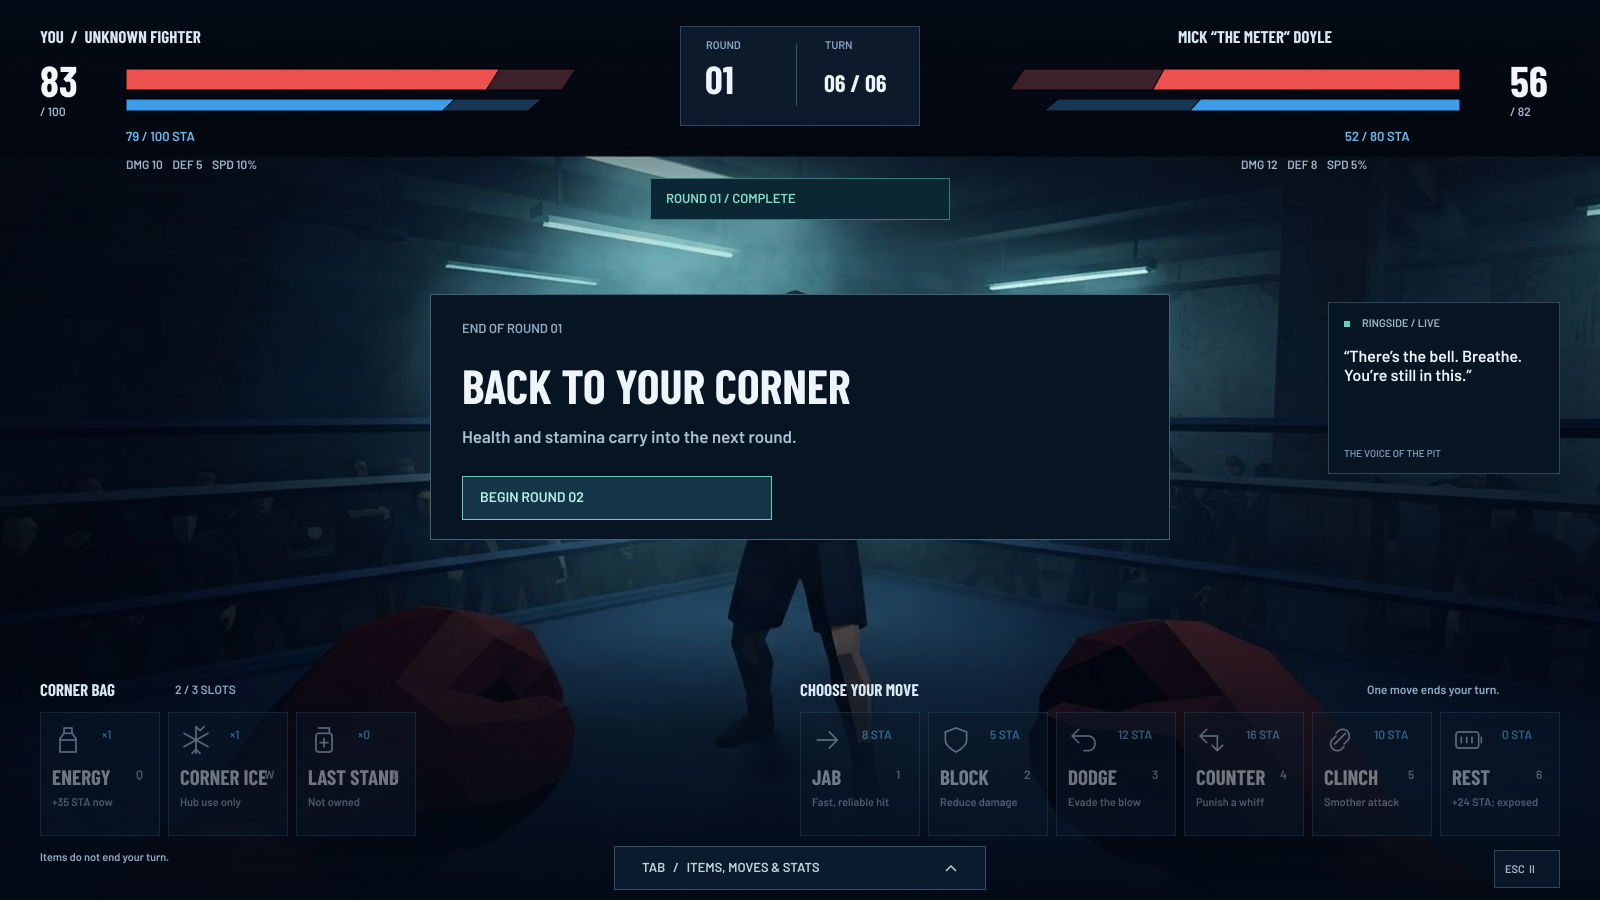 YOU / UNKNOWN FIGHTER
83
/ 100
79 / 100 STA
DMG 10 DEF 5 SPD 10%
ROUND
01
TURN
06 / 06
MICK “THE METER” DOYLE
56
/ 82
52 / 80 STA
DMG 12 DEF 8 SPD 5%
ROUND 01 / COMPLETE
END OF ROUND 01
BACK TO YOUR CORNER
Health and stamina carry into the next round.
BEGIN ROUND 02
RINGSIDE / LIVE
“There’s the bell. Breathe.
You’re still in this.”
THE VOICE OF THE PIT
CORNER BAG
2 / 3 SLOTS
×1
ENERGY Q
+35 STA now
×1
CORNER ICE W
Hub use only
×0
LAST STAND
Not owned
Items do not end your turn.
CHOOSE YOUR MOVE
One move ends your turn.
8 STA
JAB 1
Fast, reliable hit
5 STA
BLOCK 2
Reduce damage
12 STA
DODGE 3
Evade the blow
16 STA
COUNTER 4
Punish a whiff
10 STA
CLINCH 5
Smother attack
0 STA
REST 6
+24 STA; exposed
TAB / ITEMS, MOVES & STATS
ESC II